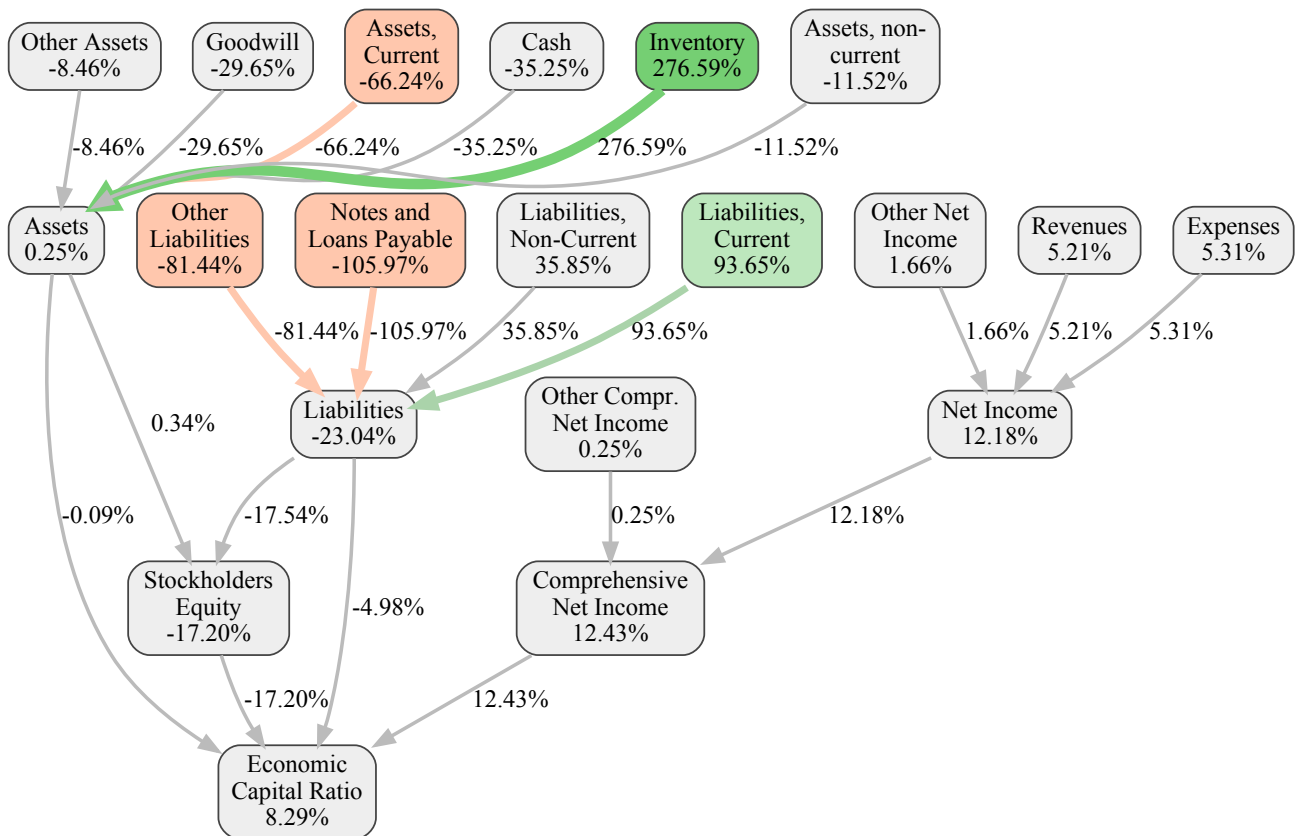 Other Assets
-8.46%
Goodwill
-29.65%
Assets,
Current
-66.24%
Cash
-35.25%
Inventory
276.59%
Assets, non-
current
-11.52%
-8.46%
-29.65%
-66.24%
-35.25%
276.59%
-11.52%
Assets
0.25%
Other
Liabilities
-81.44%
Notes and
Loans Payable
-105.97%
Liabilities,
Non-Current
35.85%
Liabilities,
Current
93.65%
Other Net
Income
1.66%
Revenues
5.21%
Expenses
5.31%
-81.44%
-105.97%
35.85%
93.65%
1.66%
5.21%
5.31%
0.34%
Liabilities
-23.04%
Other Compr.
Net Income
0.25%
Net Income
12.18%
-0.09%
-17.54%
0.25%
12.18%
Stockholders
Equity
-17.20%
-4.98%
Comprehensive
Net Income
12.43%
-17.20%
12.43%
Economic
Capital Ratio
8.29%